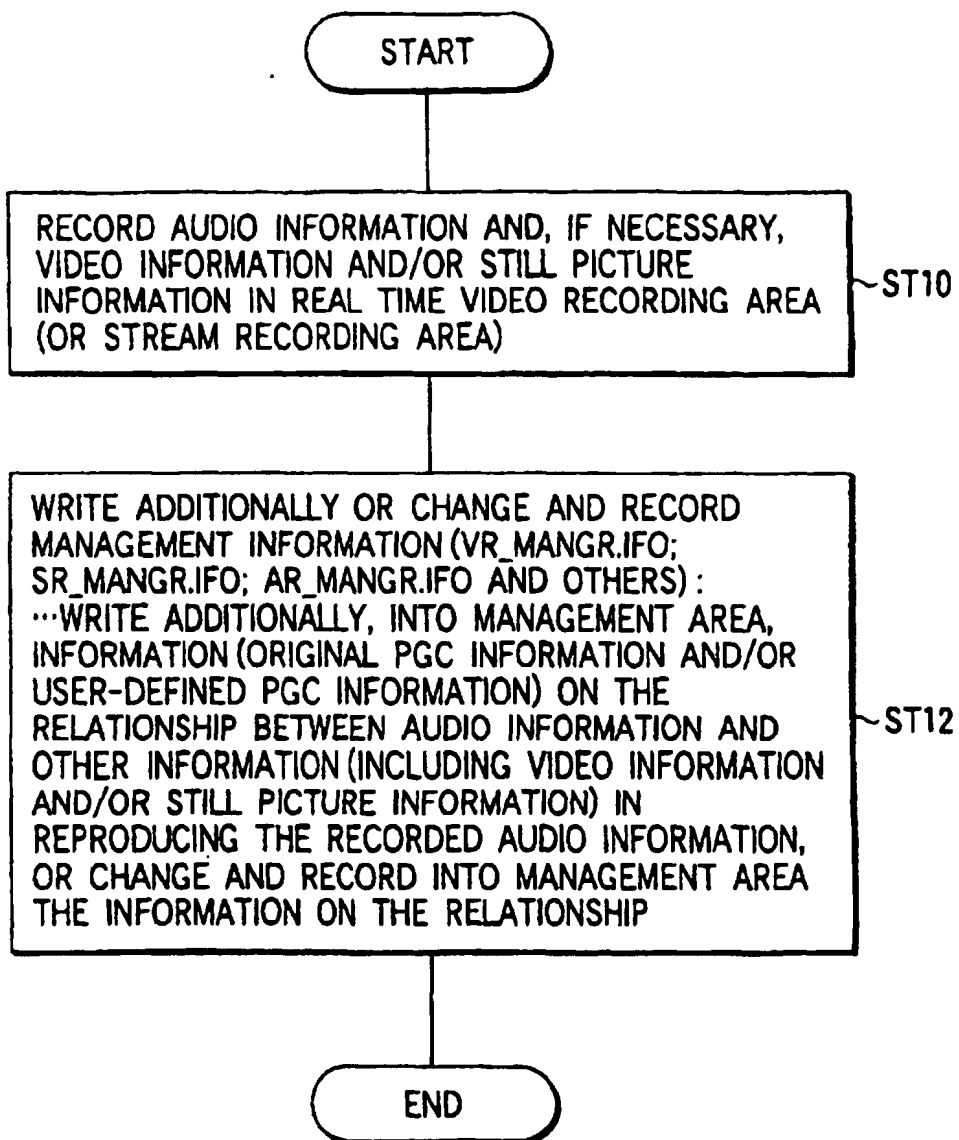 START
RECORD AUDIO INFORMATION AND, IF NECESSARY,
VIDEO INFORMATION AND/OR STILL PICTURE
INFORMATION IN REAL TIME VIDEO RECORDING AREA
(OR STREAM RECORDING AREA)
~ST10
WRITE ADDITIONALLY OR CHANGE AND RECORD
MANAGEMENT INFORMATION (VR_MANGR.IFO;
SR_MANGR.IFO; AR_MANGR.IFO AND OTHERS) :
···WRITE ADDITIONALLY, INTO MANAGEMENT AREA,
INFORMATION (ORIGINAL PGC INFORMATION AND/OR
USER-DEFINED PGC INFORMATION) ON THE
RELATIONSHIP BETWEEN AUDIO INFORMATION AND
OTHER INFORMATION (INCLUDING VIDEO INFORMATION
AND/OR STILL PICTURE INFORMATION) IN
REPRODUCING THE RECORDED AUDIO INFORMATION,
OR CHANGE AND RECORD INTO MANAGEMENT AREA
THE INFORMATION ON THE RELATIONSHIP
~ST12
END